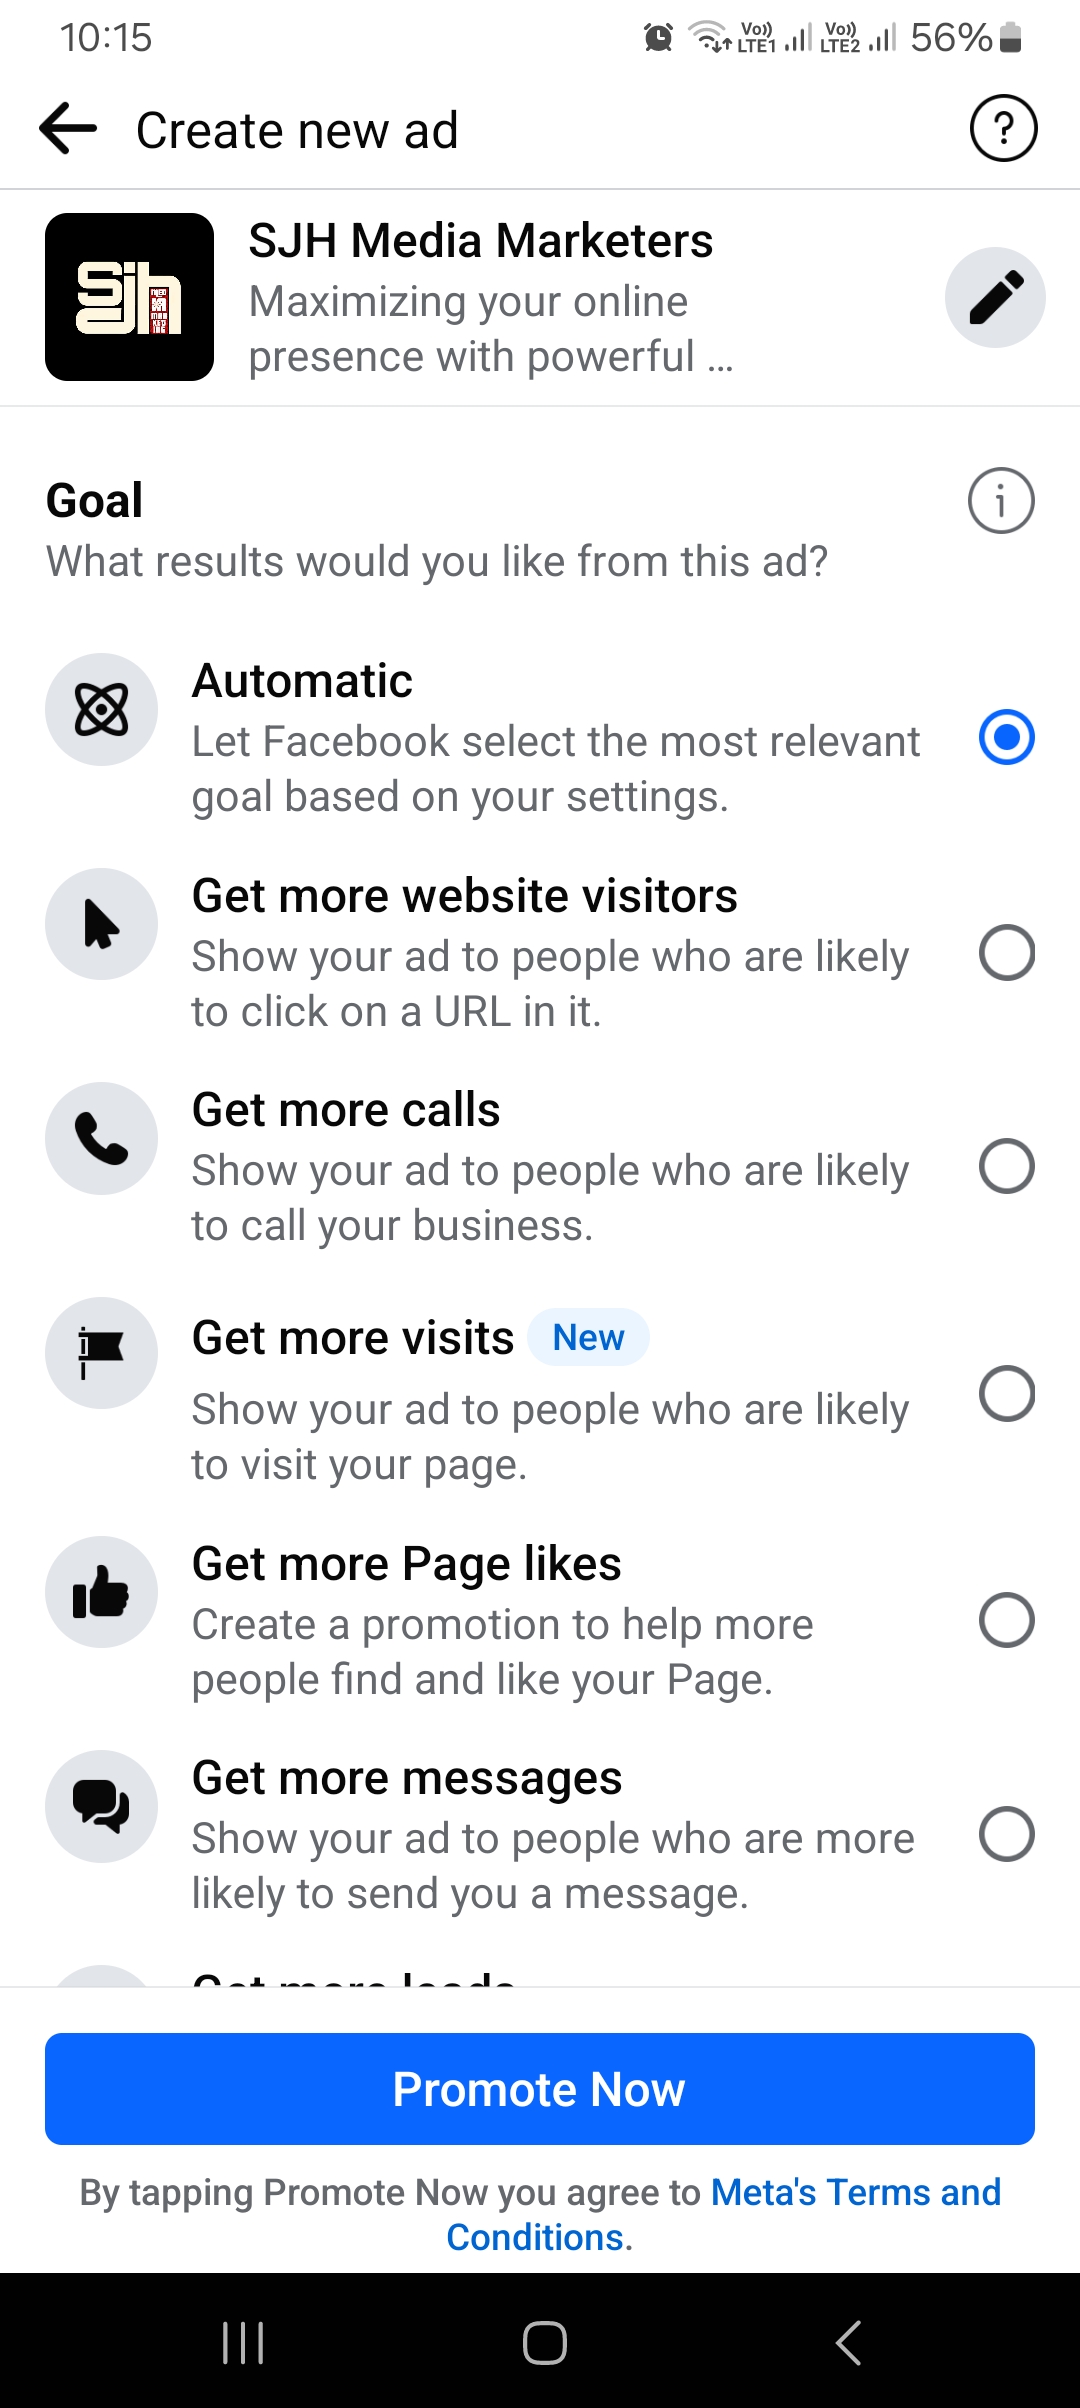 10:15
Vo)) LTE1 Vo)) LTE2 56%
Create new ad
?
sjh
SJH Media Marketers
Maximizing your online
presence with powerful ...
Goal
i
What results would you like from this ad?
Automatic
Let Facebook select the most relevant
goal based on your settings.
Get more website visitors
Show your ad to people who are likely
to click on a URL in it.
Get more calls
Show your ad to people who are likely
to call your business.
Get more visits New
Show your ad to people who are likely
to visit your page.
Get more Page likes
Create a promotion to help more
people find and like your Page.
Get more messages
Show your ad to people who are more
likely to send you a message.
Get more leads
Promote Now
By tapping Promote Now you agree to Meta's Terms and
Conditions.